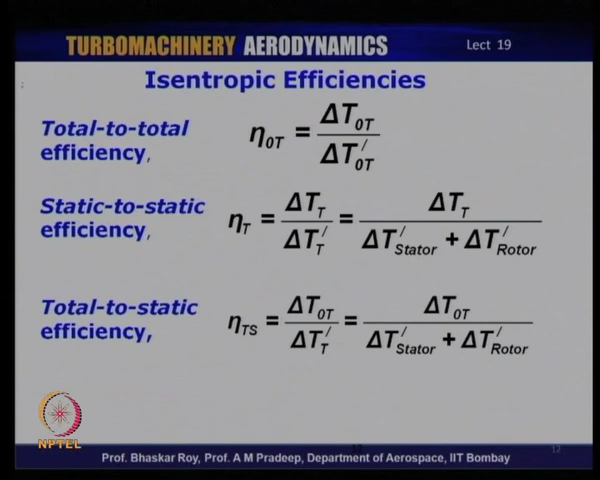 TURBOMACHINERY AERODYNAMICS Lect 19
Isentropic Efficiencies
Total-to-total efficiency, η0T = ΔT0T / ΔT′0T
Static-to-static efficiency, ηT = ΔTT / ΔT′T = ΔTT / ΔT′Stator + ΔT′Rotor
Total-to-static efficiency, ηTS = ΔT0T / ΔT′T = ΔT0T / ΔT′Stator + ΔT′Rotor
NPTEL
Prof. Bhaskar Roy, Prof. A M Pradeep, Department of Aerospace, IIT Bombay
12